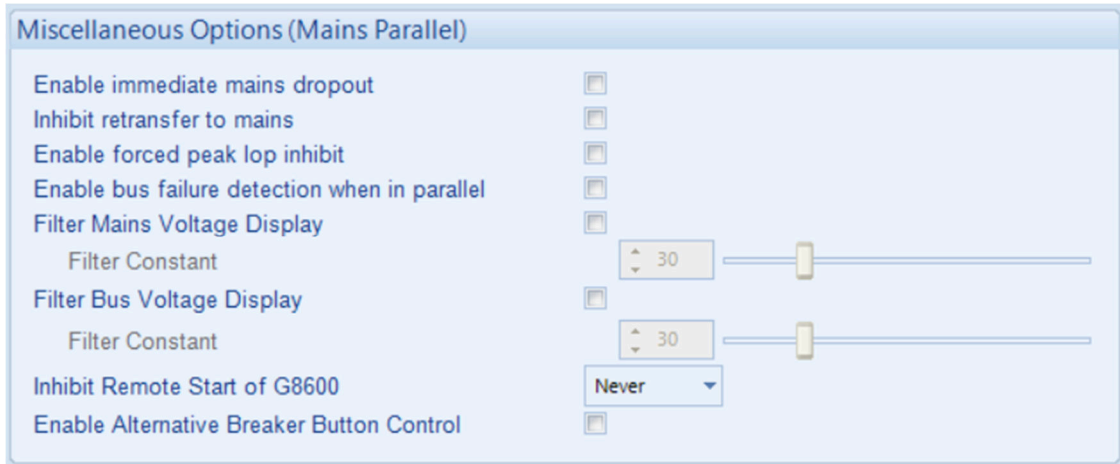 Miscellaneous Options (Mains Parallel)
Enable immediate mains dropout
Inhibit retransfer to mains
Enable forced peak lop inhibit
Enable bus failure detection when in parallel
Filter Mains Voltage Display
Filter Constant 30
Filter Bus Voltage Display
Filter Constant 30
Inhibit Remote Start of G8600 Never
Enable Alternative Breaker Button Control